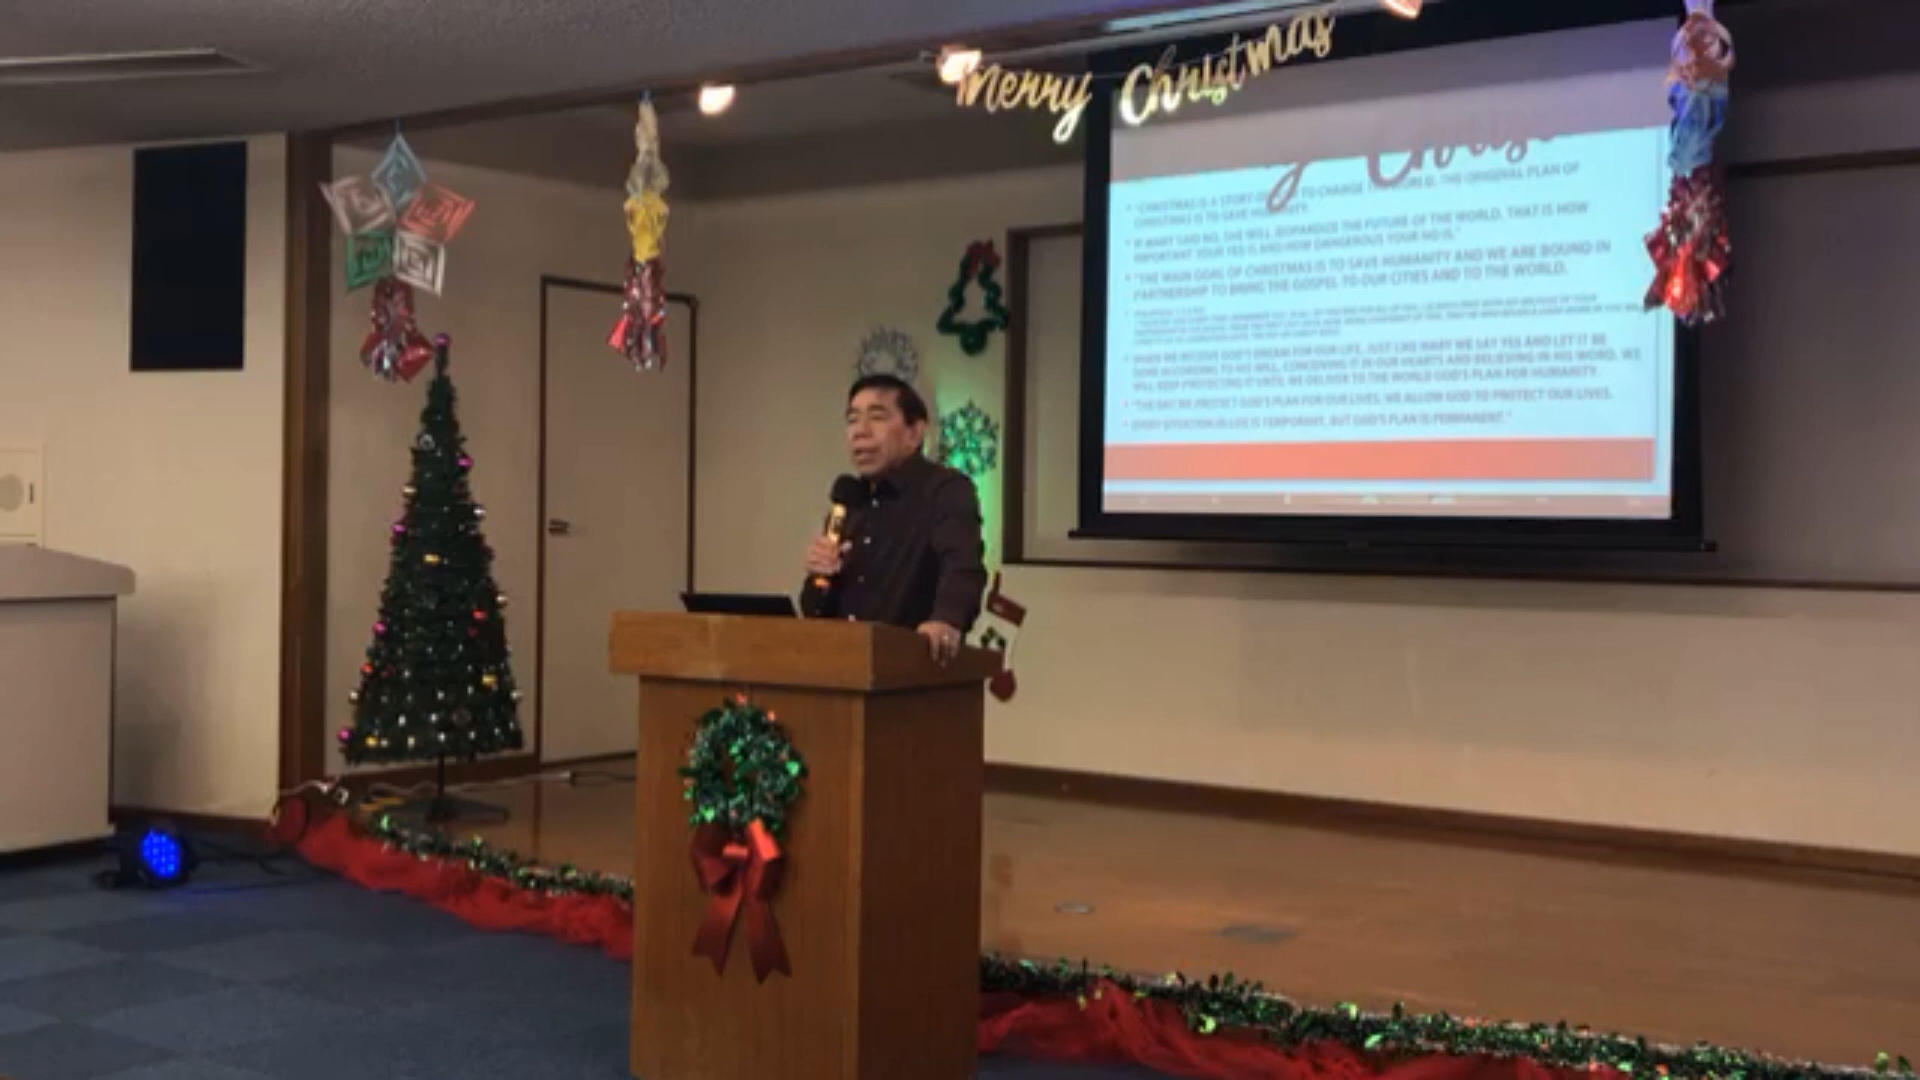 Merry Christmas
"CHRISTMAS IS A STORY TO CHANGE THE WORLD. THE ORIGINAL PLAN OF
CHRISTMAS IS TO SAVE HUMANITY.
IF MARY SAID NO, SHE WILL JEOPARDIZE THE FUTURE OF THE WORLD. THAT IS HOW
IMPORTANT YOUR YES IS AND HOW DANGEROUS YOUR NO IS."
"THE MAIN GOAL OF CHRISTMAS IS TO SAVE HUMANITY AND WE ARE BOUND IN
PARTNERSHIP TO BRING THE GOSPEL TO OUR CITIES AND TO THE WORLD.
WHEN WE RECEIVE GOD'S DREAM FOR OUR LIFE, JUST LIKE MARY WE SAY YES AND LET IT BE
DONE ACCORDING TO HIS WILL, CONCEIVING IT IN OUR HEARTS AND BELIEVING IN HIS WORD. WE
WILL KEEP PROTECTING IT UNTIL WE DELIVER TO THE WORLD GOD'S PLAN FOR HUMANITY.
"THE DAY WE PROTECT GOD'S PLAN FOR OUR LIVES, WE ALLOW GOD TO PROTECT OUR LIVES.
EVERY SITUATION IN LIFE IS TEMPORARY, BUT GOD'S PLAN IS PERMANENT."